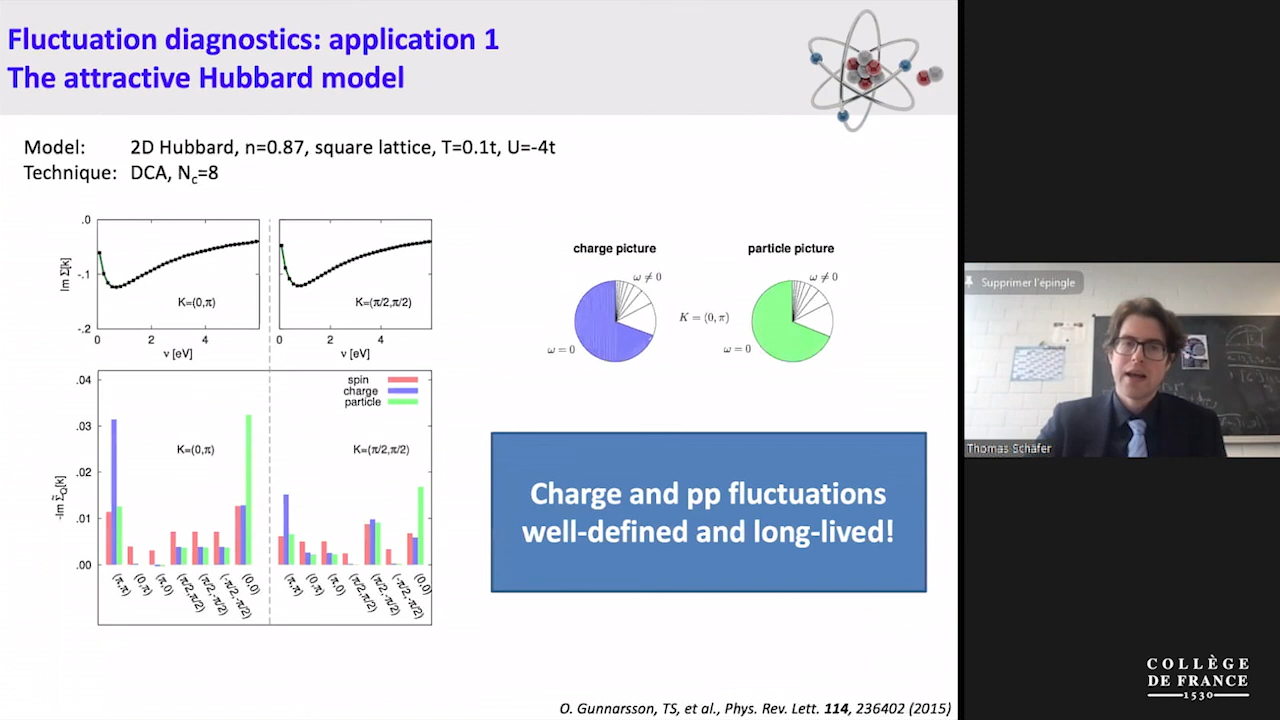 Fluctuation diagnostics: application 1
The attractive Hubbard model
Model: 2D Hubbard, n=0.87, square lattice, T=0.1t, U=-4t
Technique: DCA, Nc=8
.0
-.1
-.2
Im Σ[k]
K=(0,π)
K=(π/2,π/2)
0 2 4
0 2 4
ν [eV]
ν [eV]
.04
.03
.02
.01
.00
-Im Σ̃Q[k]
spin
charge
particle
K=(0,π)
K=(π/2,π/2)
(π,π) (0,π) (π,0) (π/2,π/2) (π/2,-π/2) (-π/2,-π/2) (0,0)
(π,π) (0,π) (π,0) (π/2,π/2) (π/2,-π/2) (-π/2,-π/2) (0,0)
charge picture
particle picture
ω ≠ 0
ω ≠ 0
K = (0, π)
ω = 0
ω = 0
Charge and pp fluctuations
well-defined and long-lived!
O. Gunnarsson, TS, et al., Phys. Rev. Lett. 114, 236402 (2015)
Supprimer l'épingle
Thomas Schäfer
COLLÈGE
DE FRANCE
1530